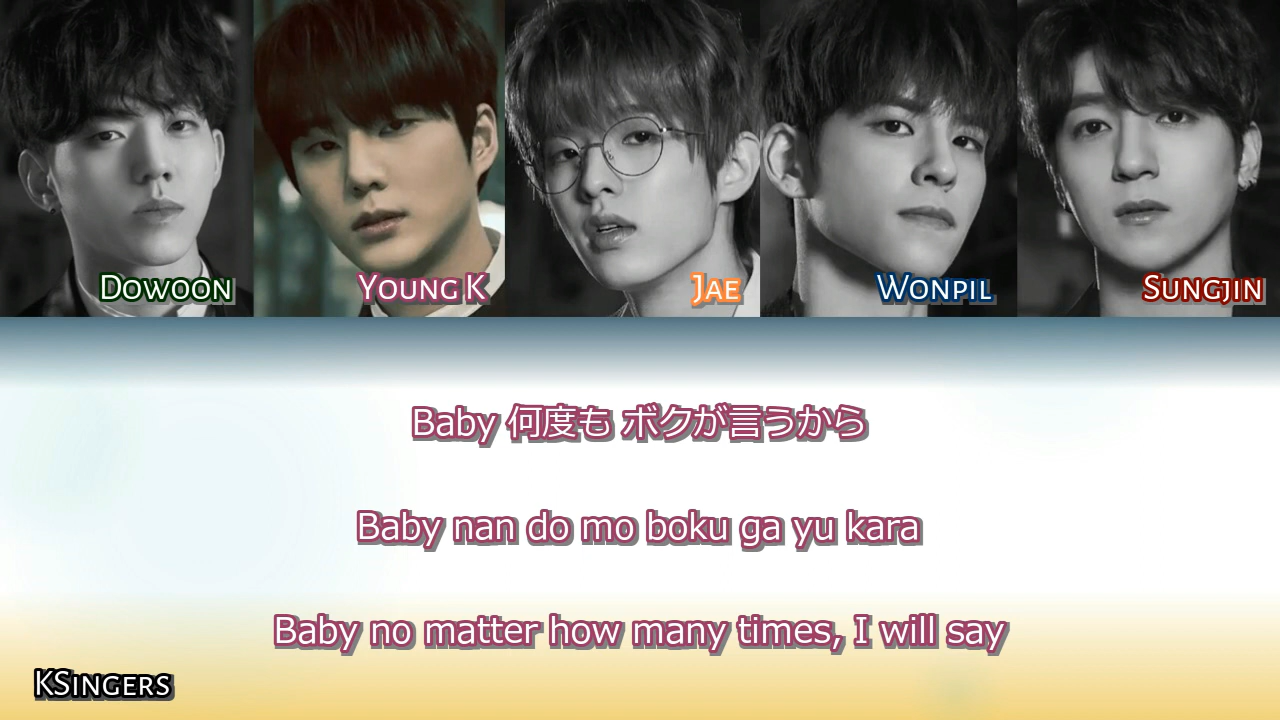 Dowoon
Young K
Jae
Wonpil
Sungjin
Baby 何度も ボクが言うから
Baby nan do mo boku ga yu kara
Baby no matter how many times, I will say
KSingers